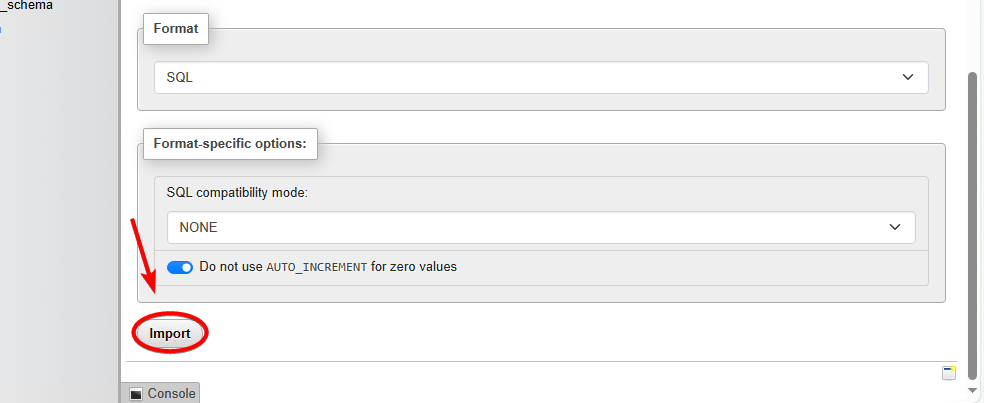 _schema
Format
SQL
Format-specific options:
SQL compatibility mode:
NONE
Do not use AUTO_INCREMENT for zero values
Import
Console